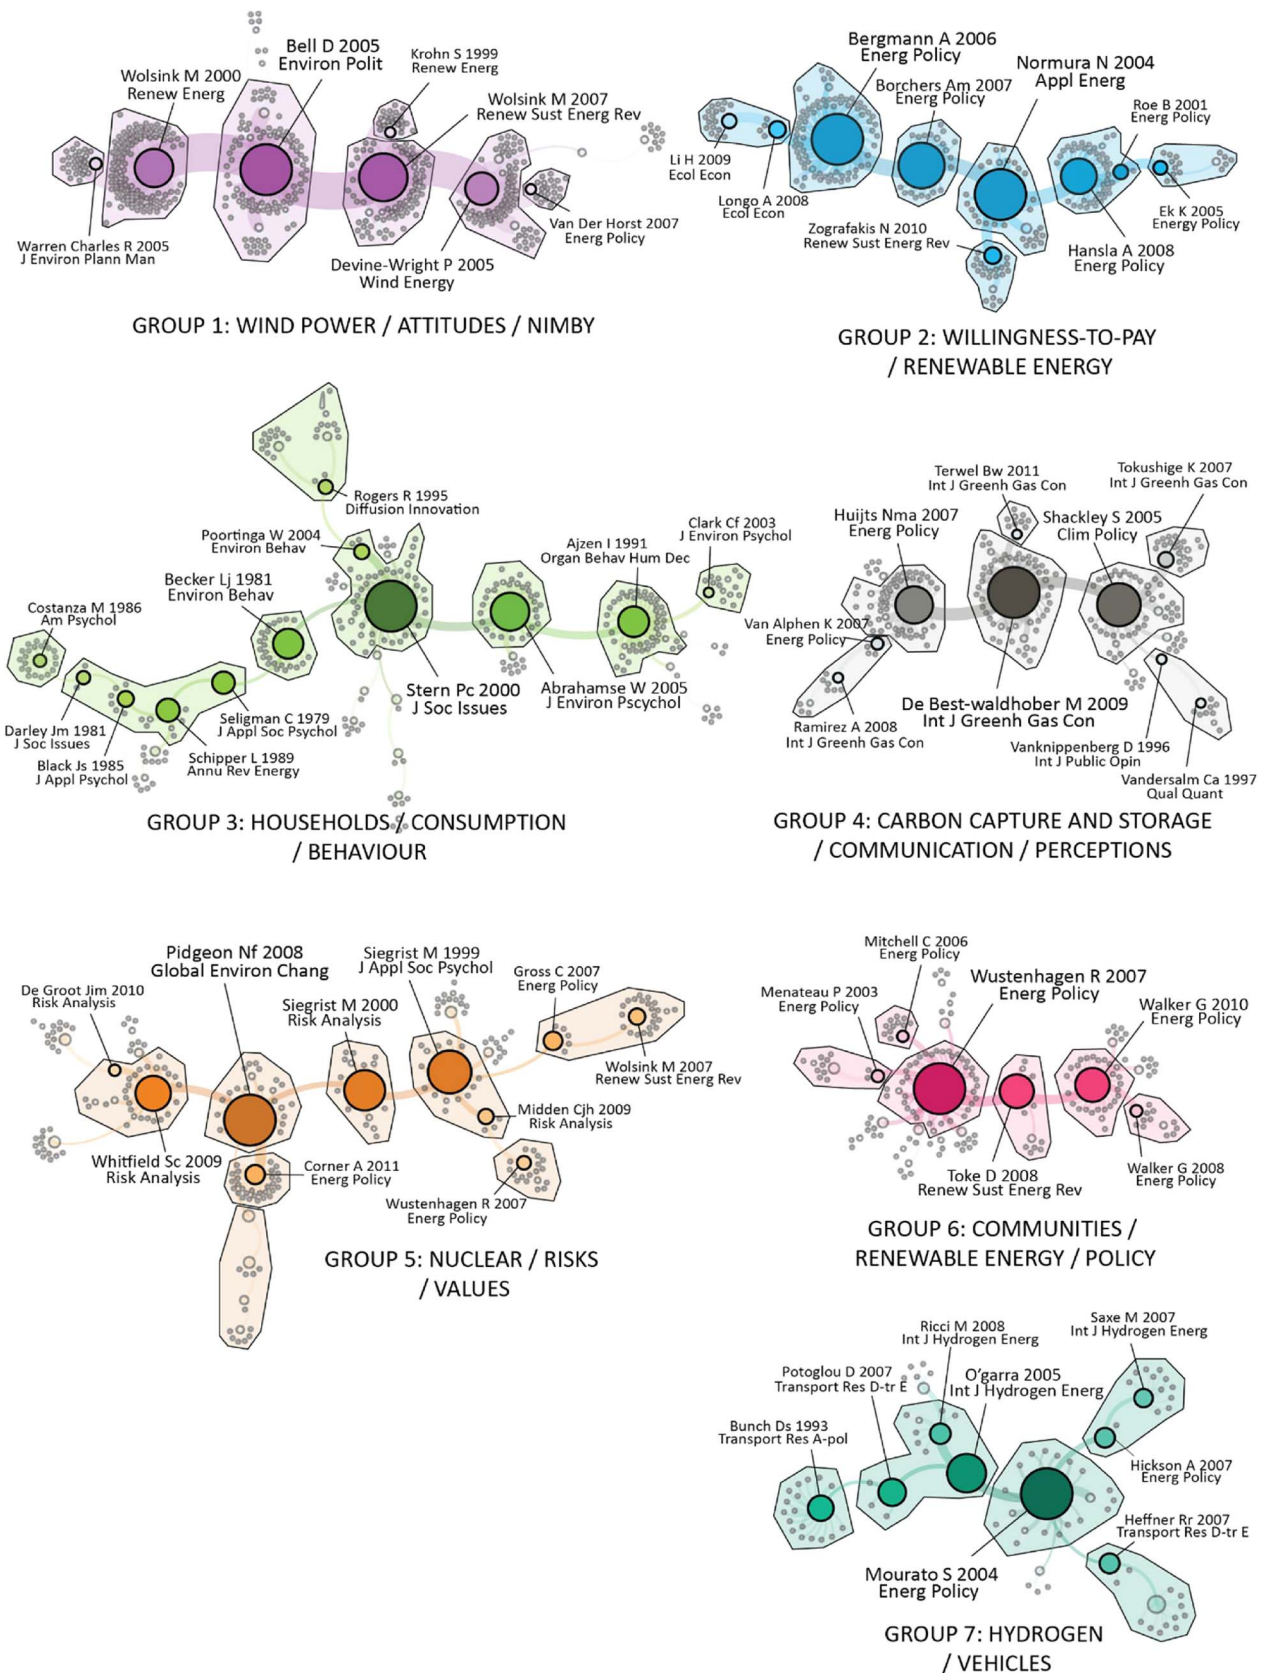 Bell D 2005
Environ Polit
Krohn S 1999
Renew Energ
Wolsink M 2000
Renew Energ
Wolsink M 2007
Renew Sust Energ Rev
Warren Charles R 2005
J Environ Plann Man
Devine-Wright P 2005
Wind Energy
Van Der Horst 2007
Energ Policy
GROUP 1: WIND POWER / ATTITUDES / NIMBY
Bergmann A 2006
Energ Policy
Borchers Am 2007
Energ Policy
Normura N 2004
Appl Energ
Roe B 2001
Energ Policy
Li H 2009
Ecol Econ
Longo A 2008
Ecol Econ
Zografakis N 2010
Renew Sust Energ Rev
Hansla A 2008
Energ Policy
Ek K 2005
Energy Policy
GROUP 2: WILLINGNESS-TO-PAY
/ RENEWABLE ENERGY
Rogers R 1995
Diffusion Innovation
Poortinga W 2004
Environ Behav
Becker Lj 1981
Environ Behav
Costanza M 1986
Am Psychol
Ajzen I 1991
Organ Behav Hum Dec
Clark Cf 2003
J Environ Psychol
Darley Jm 1981
J Soc Issues
Black Js 1985
J Appl Psychol
Schipper L 1989
Annu Rev Energy
Seligman C 1979
J Appl Soc Psychol
Stern Pc 2000
J Soc Issues
Abrahamse W 2005
J Environ Pscychol
GROUP 3: HOUSEHOLDS / CONSUMPTION
/ BEHAVIOUR
Terwel Bw 2011
Int J Greenh Gas Con
Tokushige K 2007
Int J Greenh Gas Con
Huijts Nma 2007
Energ Policy
Shackley S 2005
Clim Policy
Van Alphen K 2007
Energ Policy
Ramirez A 2008
Int J Greenh Gas Con
De Best-waldhober M 2009
Int J Greenh Gas Con
Vanknippenberg D 1996
Int J Public Opin
Vandersalm Ca 1997
Qual Quant
GROUP 4: CARBON CAPTURE AND STORAGE
/ COMMUNICATION / PERCEPTIONS
Pidgeon Nf 2008
Global Environ Chang
Siegrist M 1999
J Appl Soc Psychol
De Groot Jim 2010
Risk Analysis
Siegrist M 2000
Risk Analysis
Gross C 2007
Energ Policy
Wolsink M 2007
Renew Sust Energ Rev
Midden Cjh 2009
Risk Analysis
Whitfield Sc 2009
Risk Analysis
Corner A 2011
Energ Policy
Wustenhagen R 2007
Energ Policy
GROUP 5: NUCLEAR / RISKS
/ VALUES
Mitchell C 2006
Energ Policy
Menateau P 2003
Energ Policy
Wustenhagen R 2007
Energ Policy
Walker G 2010
Energ Policy
Toke D 2008
Renew Sust Energ Rev
Walker G 2008
Energ Policy
GROUP 6: COMMUNITIES /
RENEWABLE ENERGY / POLICY
Ricci M 2008
Int J Hydrogen Energ
Saxe M 2007
Int J Hydrogen Energ
Potoglou D 2007
Transport Res D-tr E
O'garra 2005
Int J Hydrogen Energ
Bunch Ds 1993
Transport Res A-pol
Hickson A 2007
Energ Policy
Heffner Rr 2007
Transport Res D-tr E
Mourato S 2004
Energ Policy
GROUP 7: HYDROGEN
/ VEHICLES